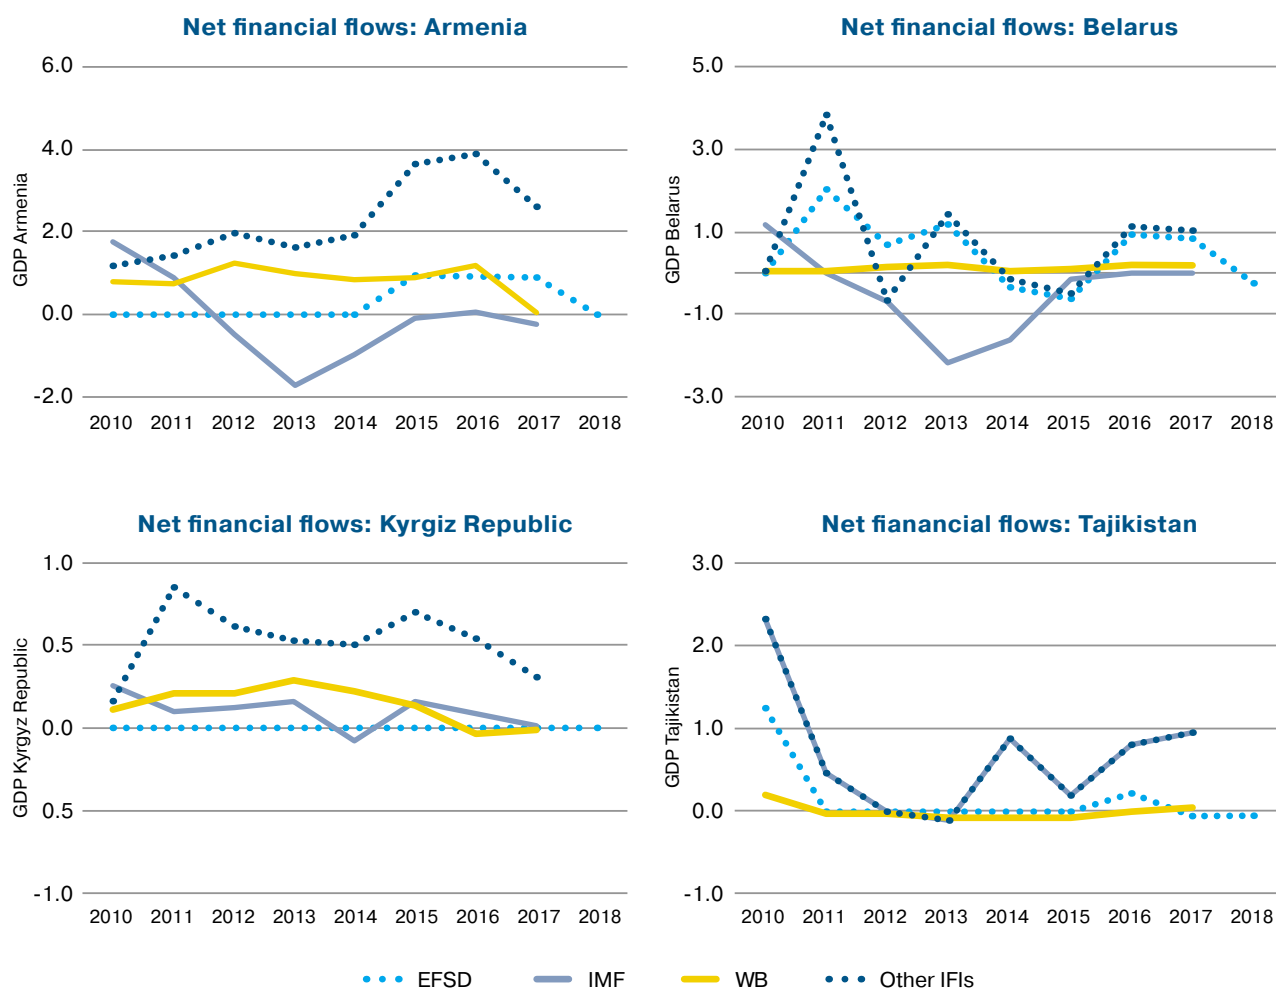 Net financial flows: Armenia
GDP Armenia
6.0
4.0
2.0
0.0
-2.0
2010 2011 2012 2013 2014 2015 2016 2017 2018
Net financial flows: Belarus
GDP Belarus
5.0
3.0
1.0
-1.0
-3.0
2010 2011 2012 2013 2014 2015 2016 2017 2018
Net financial flows: Kyrgiz Republic
GDP Kyrgyz Republic
1.0
0.5
0.0
0.5
-1.0
2010 2011 2012 2013 2014 2015 2016 2017 2018
Net fianancial flows: Tajikistan
GDP Tajikistan
3.0
2.0
1.0
0.0
-1.0
2010 2011 2012 2013 2014 2015 2016 2017 2018
EFSD IMF WB Other IFIs